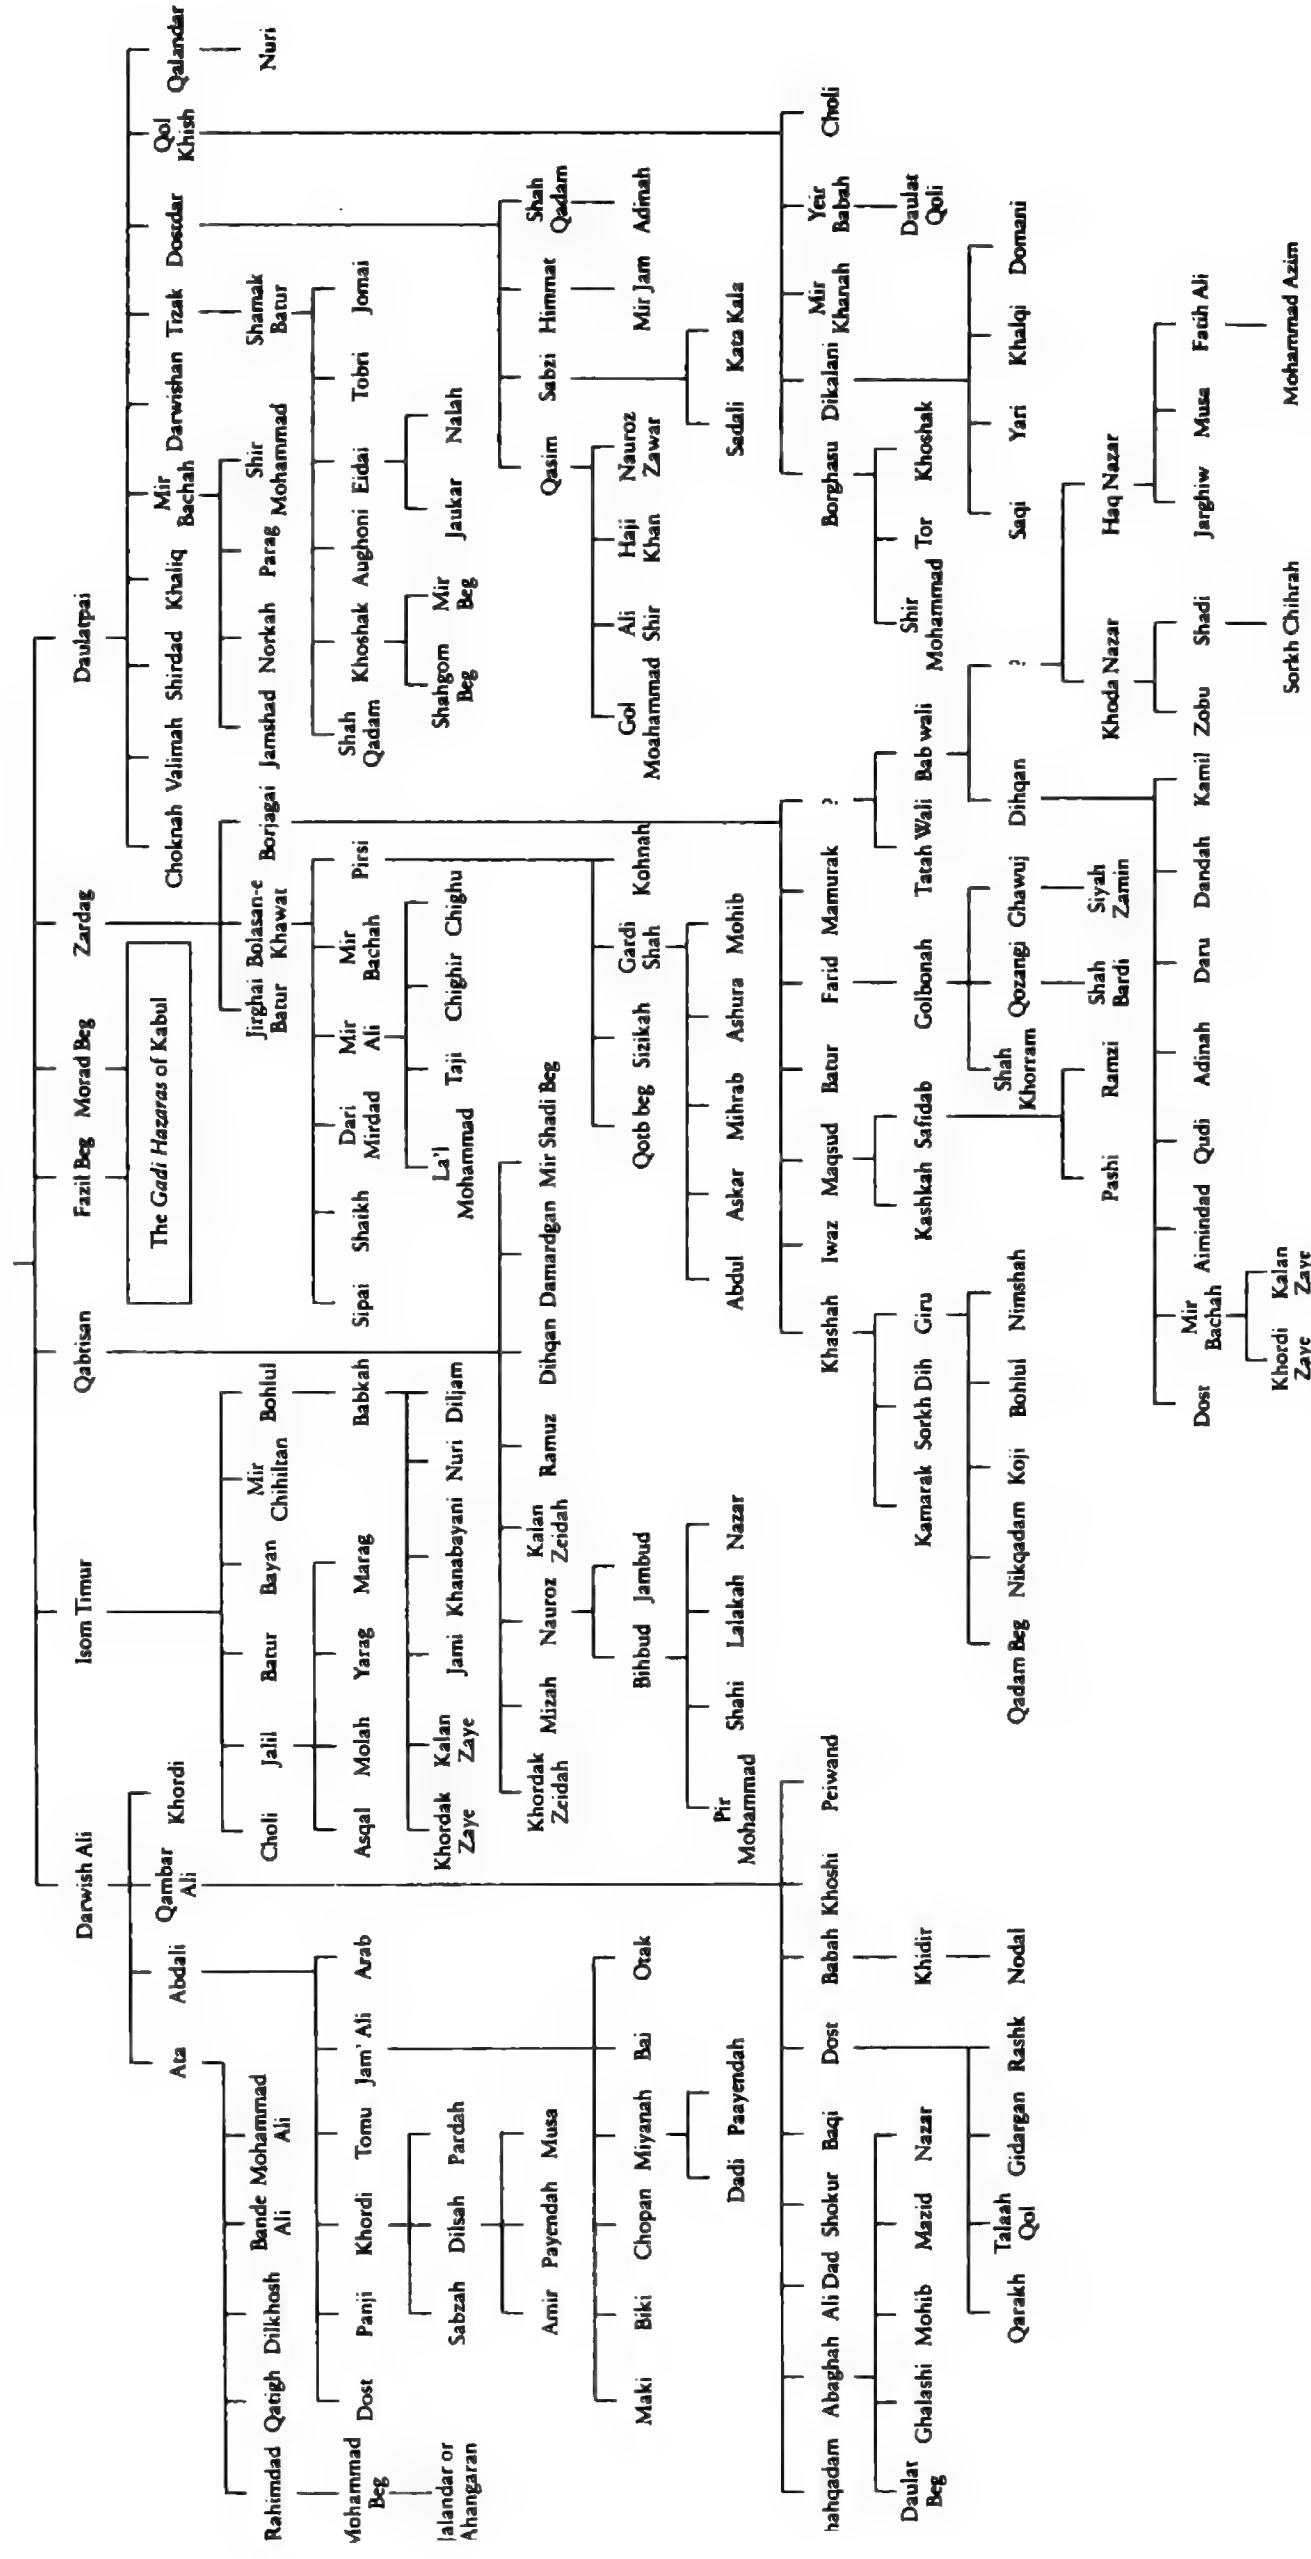 Darwish Ali Isom Timur Qabtisan Fazil Beg Morad Beg Zardag Daulatpai
The Gadi Hazaras of Kabul
Ata Abdali Qambar Ali Khordi Choknah Valimah Shirdad Khaliq Mir Bachah Darwishan Tizak Dostdar Qol Khish Qalandar
Rahimdad Qatigh Dilkhosh Bande Ali Mohammad Ali Choli Jalil Batur Bayan Mir Chihiltan Bohlul Jirghai Batur Bolasan-e Khawat Borjagai Jamshad Norkah Parag Shir Mohammad Shamak Batur Nuri
Mohammad Beg Dost Panji Khordi Tomu Jam' Ali Arab Asqal Molah Yarag Marag Babkah Sipai Shaikh Dari Mirdad Mir Ali Mir Bachah Pirsi Shah Qadam Khoshak Aughoni Eidai Tobri Jomai
Jalandar or Ahangaran Sabzah Dilsah Pardah Khordak Zaye Kalan Zaye Jami Khanabayani Nuri Diljam La'l Mohammad Taji Chighir Chighu Shahgom Beg Mir Beg Jaukar Nalah
Amir Payendah Musa Khordak Zeidah Mizah Nauroz Kalan Zeidah Ramuz Dihqan Damardgan Mir Shadi Beg Qasim Sabzi Himmat Shah Qadam
Maki Biki Chopan Miyanah Bai Otak Bihbud Jambud Qotb beg Sizikah Gardi Shah Kohnah Gol Moahammad Ali Shir Haji Khan Nauroz Zawar Mir Jam Adinah
Dadi Paayendah Pir Mohammad Shahi Lalakah Nazar Abdul Askar Mihrab Ashura Mohib Sadali Kata Kala
hahqadam Abaghah Ali Dad Shokur Baqi Dost Babah Khoshi Peiwand Khashah Iwaz Maqsud Batur Farid Mamurak ? Borghasu Dikalani Mir Khanah Yeir Babah Choli
Daulat Beg Ghalashi Mohib Mazid Nazar Khidir Kamarak Sorkh Dih Giru Kashkah Safidab Golbonah Tatah Wali Bab wali Shir Mohammad Tor Khoshak Daulat Qoli
Qarakh Talaah Qol Gidargan Rashk Nodal Qadam Beg Nikqadam Koji Bohlul Nimshah Shah Khorram Qozangi Ghawuj Dihqan ? Saqi Yari Khalqi Domani
Pashi Ramzi Shah Bardi Siyah Zamin Khoda Nazar Haq Nazar
Dost Mir Bachah Aimindad Qudi Adinah Daru Dandah Kamil Zobu Shadi Jarghiw Musa Fatih Ali
Khordi Zaye Kalan Zaye Sorkh Chihrah Mohammad Azim